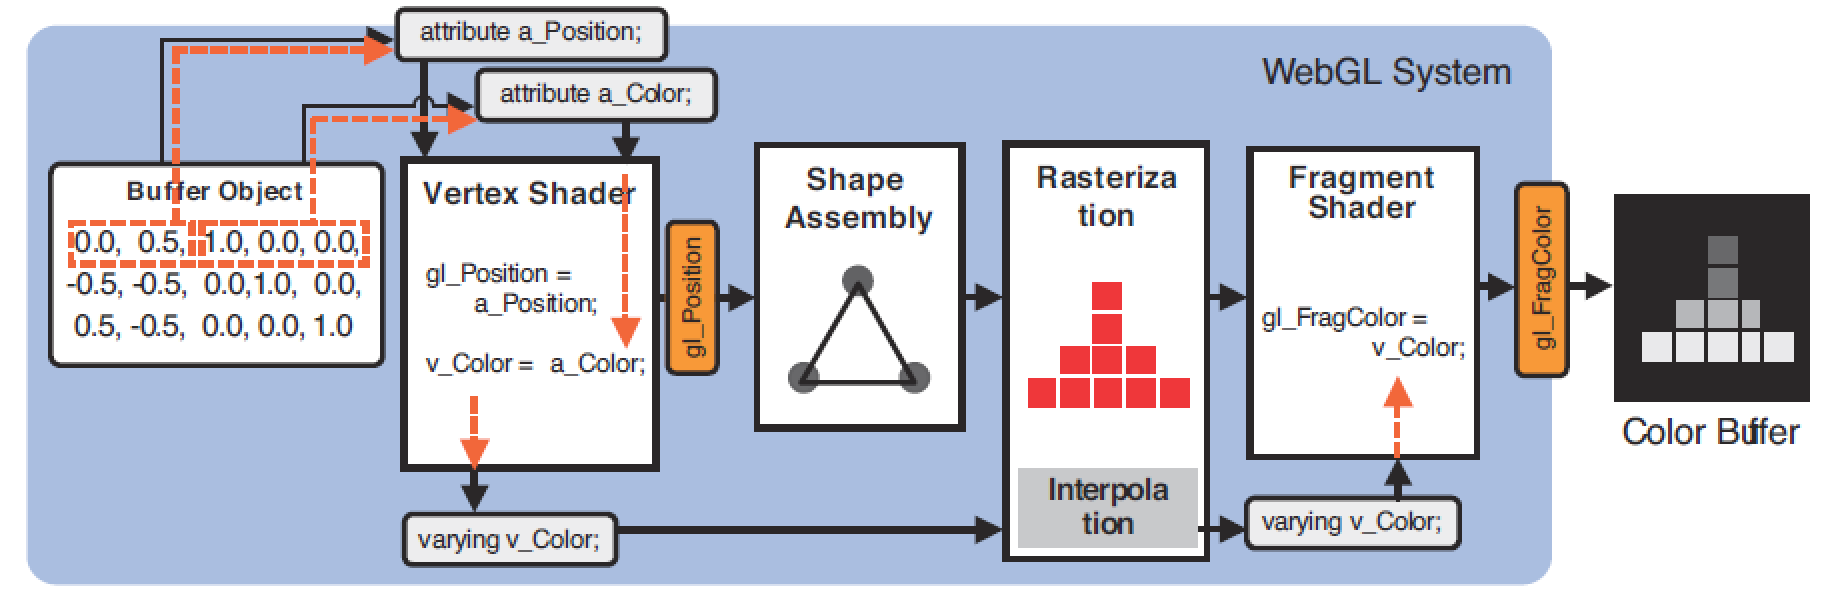 attribute a_Position;
attribute a_Color;
WebGL System
Buffer Object
0.0, 0.5, 1.0, 0.0, 0.0,
-0.5, -0.5, 0.0,1.0, 0.0,
0.5, -0.5, 0.0, 0.0, 1.0
Vertex Shader
gl_Position =
a_Position;
v_Color = a_Color;
gl_Position
Shape
Assembly
Rasteriza
tion
Interpola
tion
Fragment
Shader
gl_FragColor =
v_Color;
gl_FragColor
Color Buffer
varying v_Color;
varying v_Color;